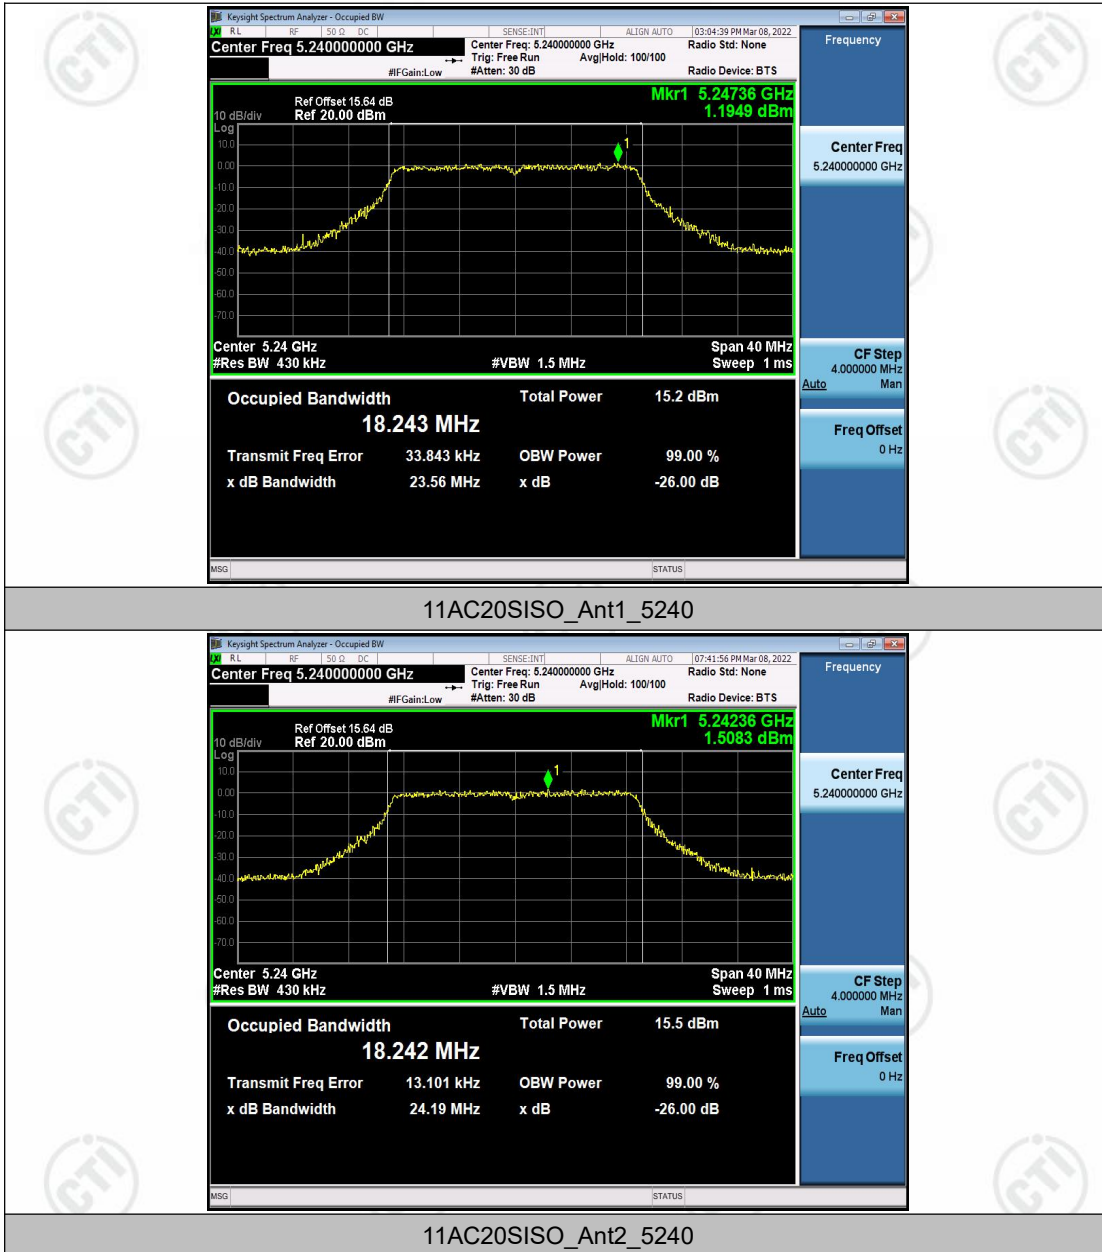 Keysight Spectrum Analyzer - Occupied BW
LXI RL RF 50 Ω DC SENSE:INT ALIGN AUTO 03:04:39 PM Mar 08, 2022
Center Freq 5.240000000 GHz
Center Freq: 5.240000000 GHz
Radio Std: None
Trig: Free Run Avg|Hold: 100/100
#IFGain:Low #Atten: 30 dB Radio Device: BTS
Frequency
Mkr1 5.24736 GHz
1.1949 dBm
Ref Offset 15.64 dB
10 dB/div Ref 20.00 dBm
Log
10.0
0.00
-10.0
-20.0
-30.0
-40.0
-50.0
-60.0
-70.0
1
Center Freq
5.240000000 GHz
Center 5.24 GHz Span 40 MHz
#Res BW 430 kHz #VBW 1.5 MHz Sweep 1 ms
CF Step
4.000000 MHz
Auto Man
Occupied Bandwidth Total Power 15.2 dBm
18.243 MHz
Transmit Freq Error 33.843 kHz OBW Power 99.00 %
x dB Bandwidth 23.56 MHz x dB -26.00 dB
Freq Offset
0 Hz
MSG STATUS
11AC20SISO_Ant1_5240
Keysight Spectrum Analyzer - Occupied BW
LXI RL RF 50 Ω DC SENSE:INT ALIGN AUTO 07:41:56 PM Mar 08, 2022
Center Freq 5.240000000 GHz
Center Freq: 5.240000000 GHz
Radio Std: None
Trig: Free Run Avg|Hold: 100/100
#IFGain:Low #Atten: 30 dB Radio Device: BTS
Frequency
Mkr1 5.24236 GHz
1.5083 dBm
Ref Offset 15.64 dB
10 dB/div Ref 20.00 dBm
Log
10.0
0.00
-10.0
-20.0
-30.0
-40.0
-50.0
-60.0
-70.0
1
Center Freq
5.240000000 GHz
Center 5.24 GHz Span 40 MHz
#Res BW 430 kHz #VBW 1.5 MHz Sweep 1 ms
CF Step
4.000000 MHz
Auto Man
Occupied Bandwidth Total Power 15.5 dBm
18.242 MHz
Transmit Freq Error 13.101 kHz OBW Power 99.00 %
x dB Bandwidth 24.19 MHz x dB -26.00 dB
Freq Offset
0 Hz
MSG STATUS
11AC20SISO_Ant2_5240
CTI
CTI
CTI
CTI
CTI
CTI
CTI
CTI